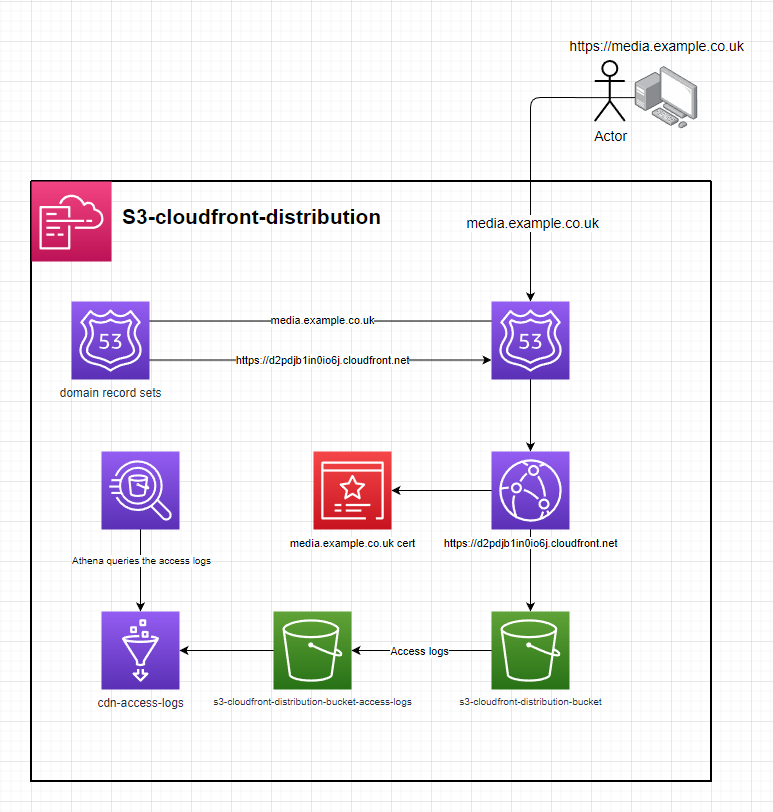 https://media.example.co.uk
Actor
S3-cloudfront-distribution
media.example.co.uk
53
media.example.co.uk
53
https://d2pdjb1in0io6j.cloudfront.net
domain record sets
media.example.co.uk cert
https://d2pdjb1in0io6j.cloudfront.net
Athena queries the access logs
Access logs
cdn-access-logs
s3-cloudfront-distribution-bucket-access-logs
s3-cloudfront-distribution-bucket